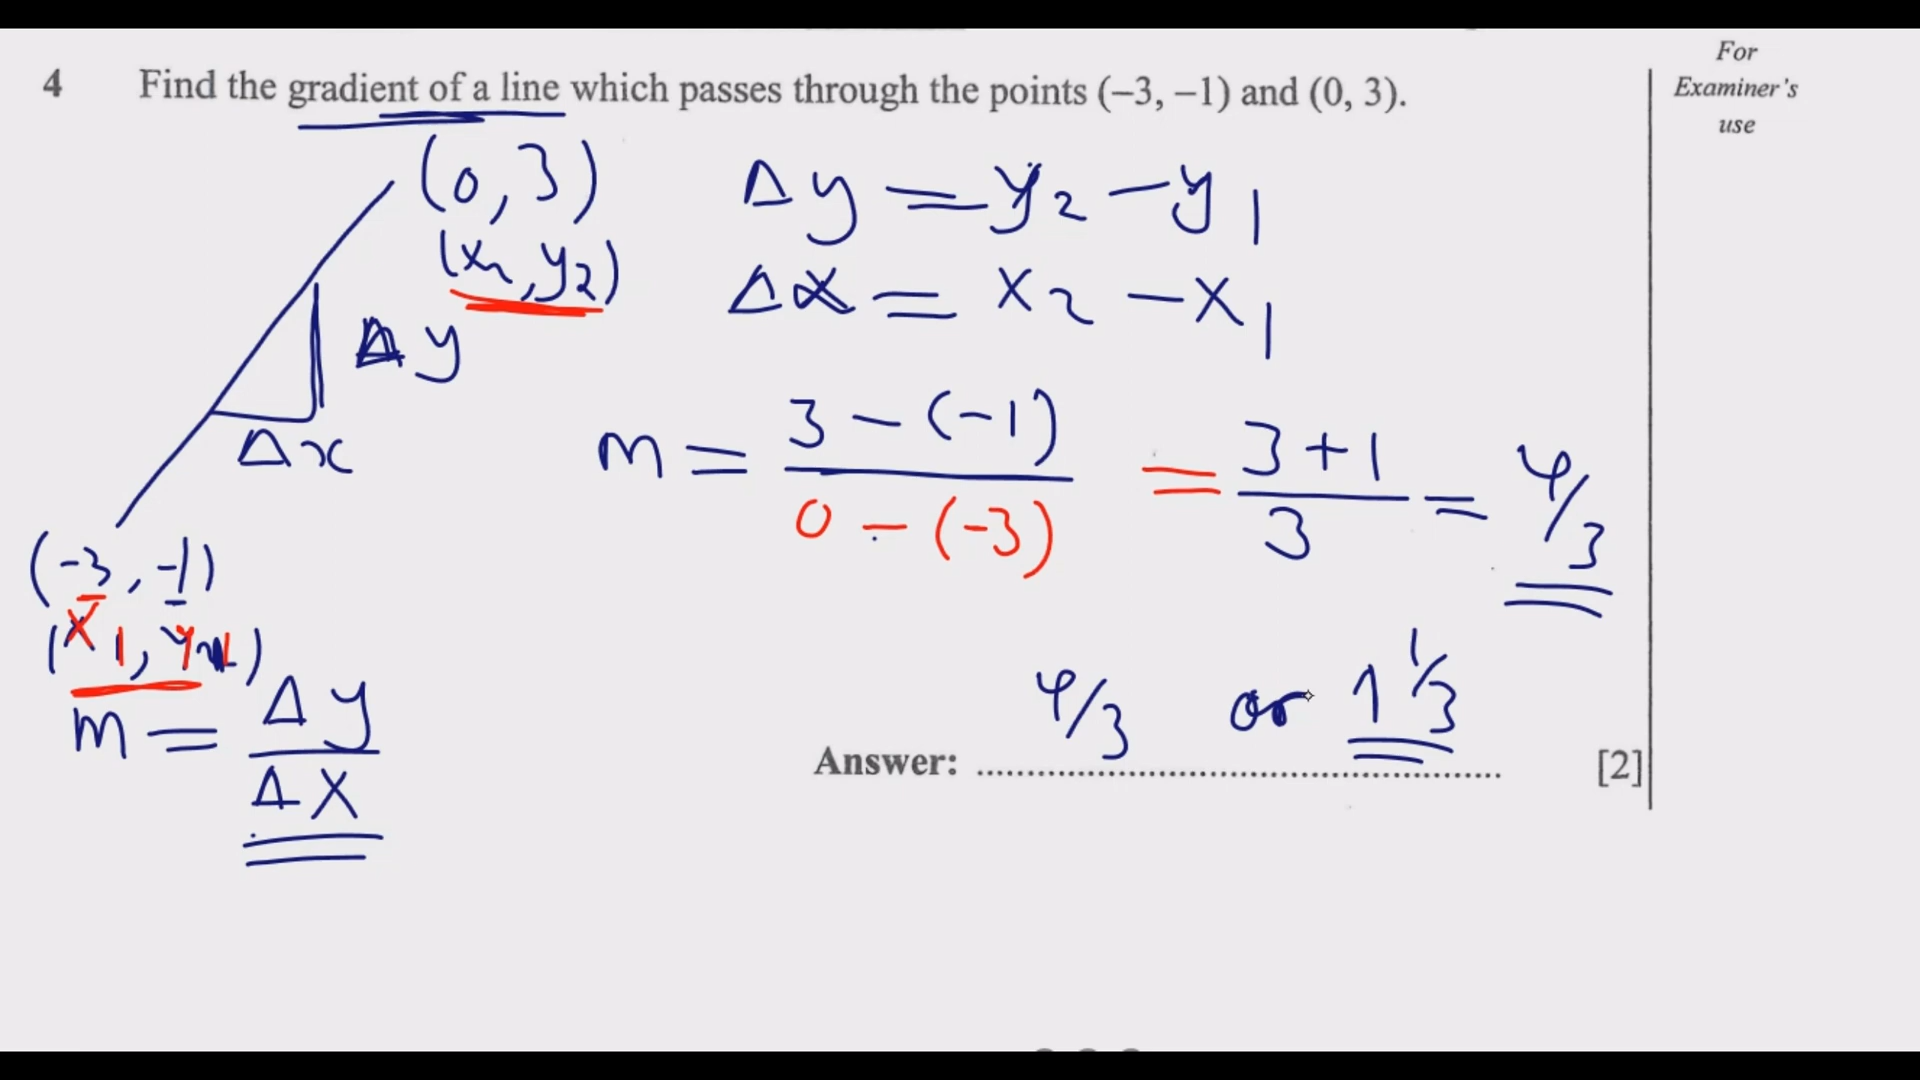 For
Examiner's
use
4 Find the gradient of a line which passes through the points (−3, −1) and (0, 3).
(0, 3)
(x₂, y₂)
Δy = y₂ − y₁
Δx = x₂ − x₁
Δy
Δx
m = 3 − (−1) / 0 − (−3) = 3 + 1 / 3 = 4/3
(-3, -1)
(x₁, y₁)
m = Δy / Δx
4/3 or 1 1/3
Answer: ................................................ [2]